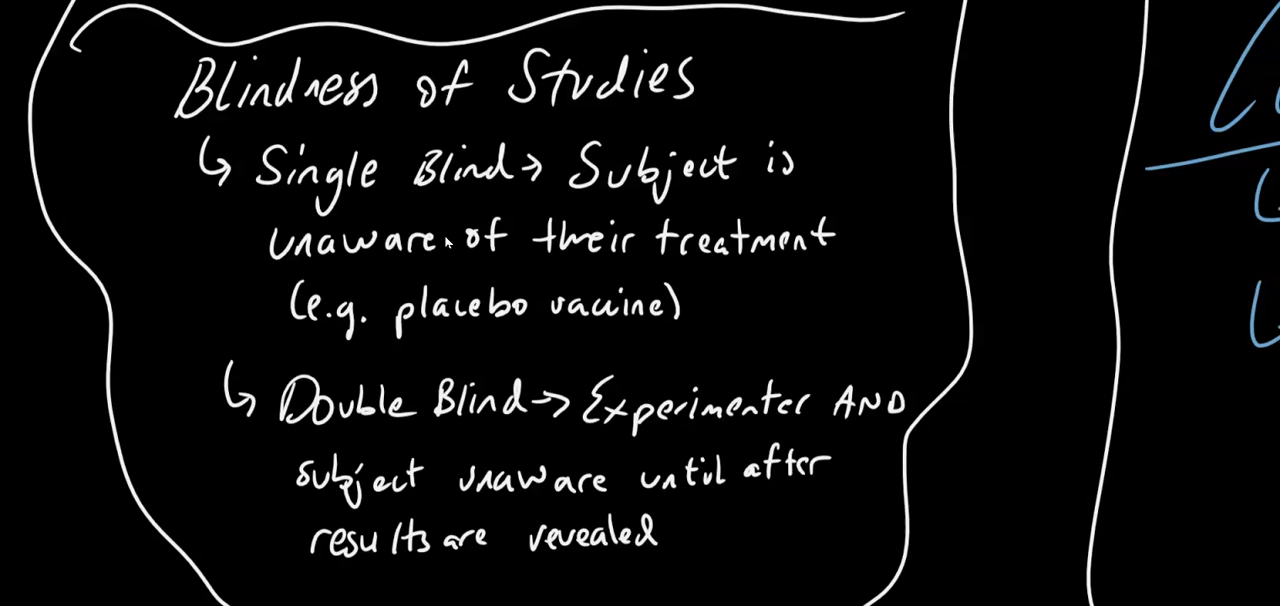 Blindness of Studies
↳ Single Blind → Subject is
unaware of their treatment
(e.g. placebo vaccine)
↳ Double Blind → Experimenter AND
subject unaware until after
results are revealed